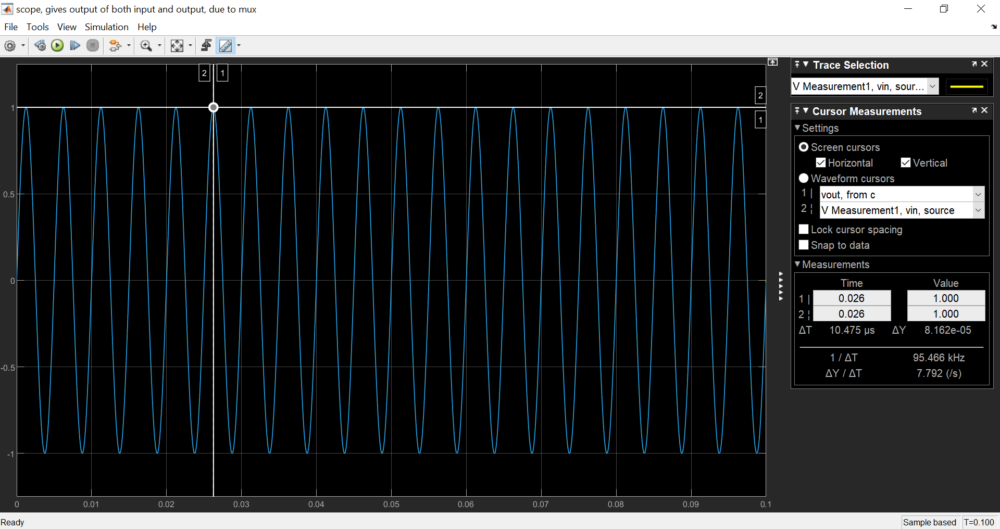 scope, gives output of both input and output, due to mux
File Tools View Simulation Help
2 1
2
1
1
0.5
0
-0.5
-1
0 0.01 0.02 0.03 0.04 0.05 0.06 0.07 0.08 0.09 0.1
Trace Selection
V Measurement1, vin, sour...
Cursor Measurements
Settings
Screen cursors
Horizontal Vertical
Waveform cursors
1 | vout, from c
2 ¦ V Measurement1, vin, source
Lock cursor spacing
Snap to data
Measurements
Time Value
1 | 0.026 1.000
2 ¦ 0.026 1.000
ΔT 10.475 µs ΔY 8.162e-05
1 / ΔT 95.466 kHz
ΔY / ΔT 7.792 (/s)
Ready
Sample based T=0.100